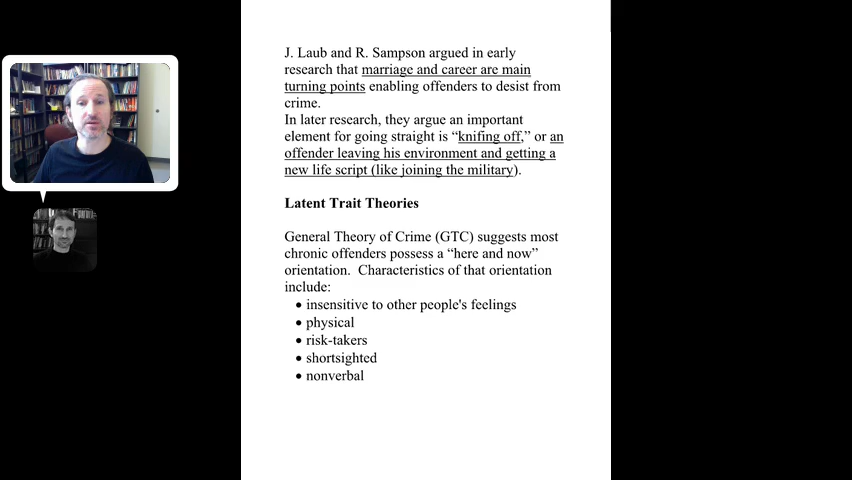 J. Laub and R. Sampson argued in early
research that marriage and career are main
turning points enabling offenders to desist from
crime.
In later research, they argue an important
element for going straight is “knifing off,” or an
offender leaving his environment and getting a
new life script (like joining the military).
Latent Trait Theories
General Theory of Crime (GTC) suggests most
chronic offenders possess a “here and now”
orientation.  Characteristics of that orientation
include:
• insensitive to other people's feelings
• physical
• risk-takers
• shortsighted
• nonverbal